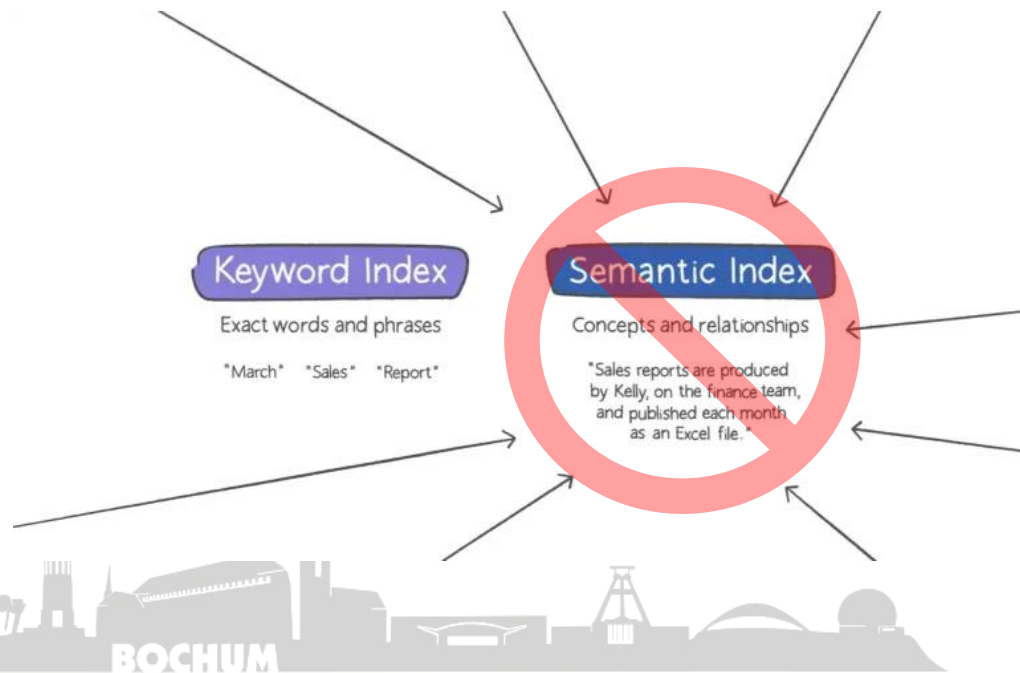 Keyword Index
Exact words and phrases
"March" "Sales" "Report"
Semantic Index
Concepts and relationships
"Sales reports are produced
by Kelly, on the finance team,
and published each month
as an Excel file."
BOCHUM